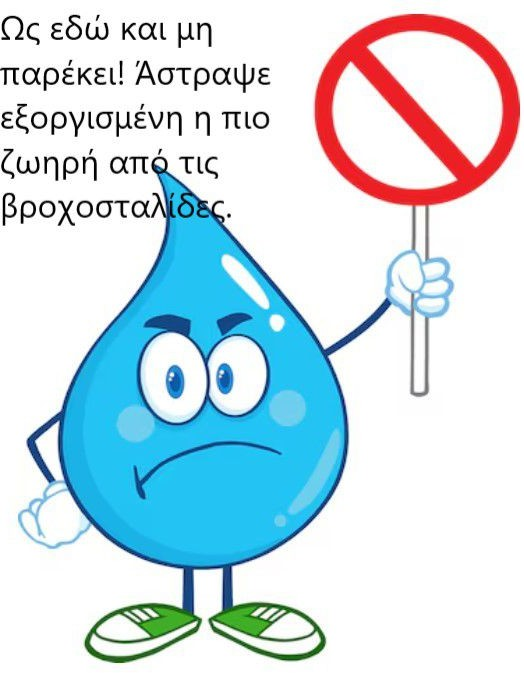 Ως εδώ και μη
παρέκει! Άστραψε
εξοργισμένη η πιο
ζωηρή από τις
βροχοσταλίδες.